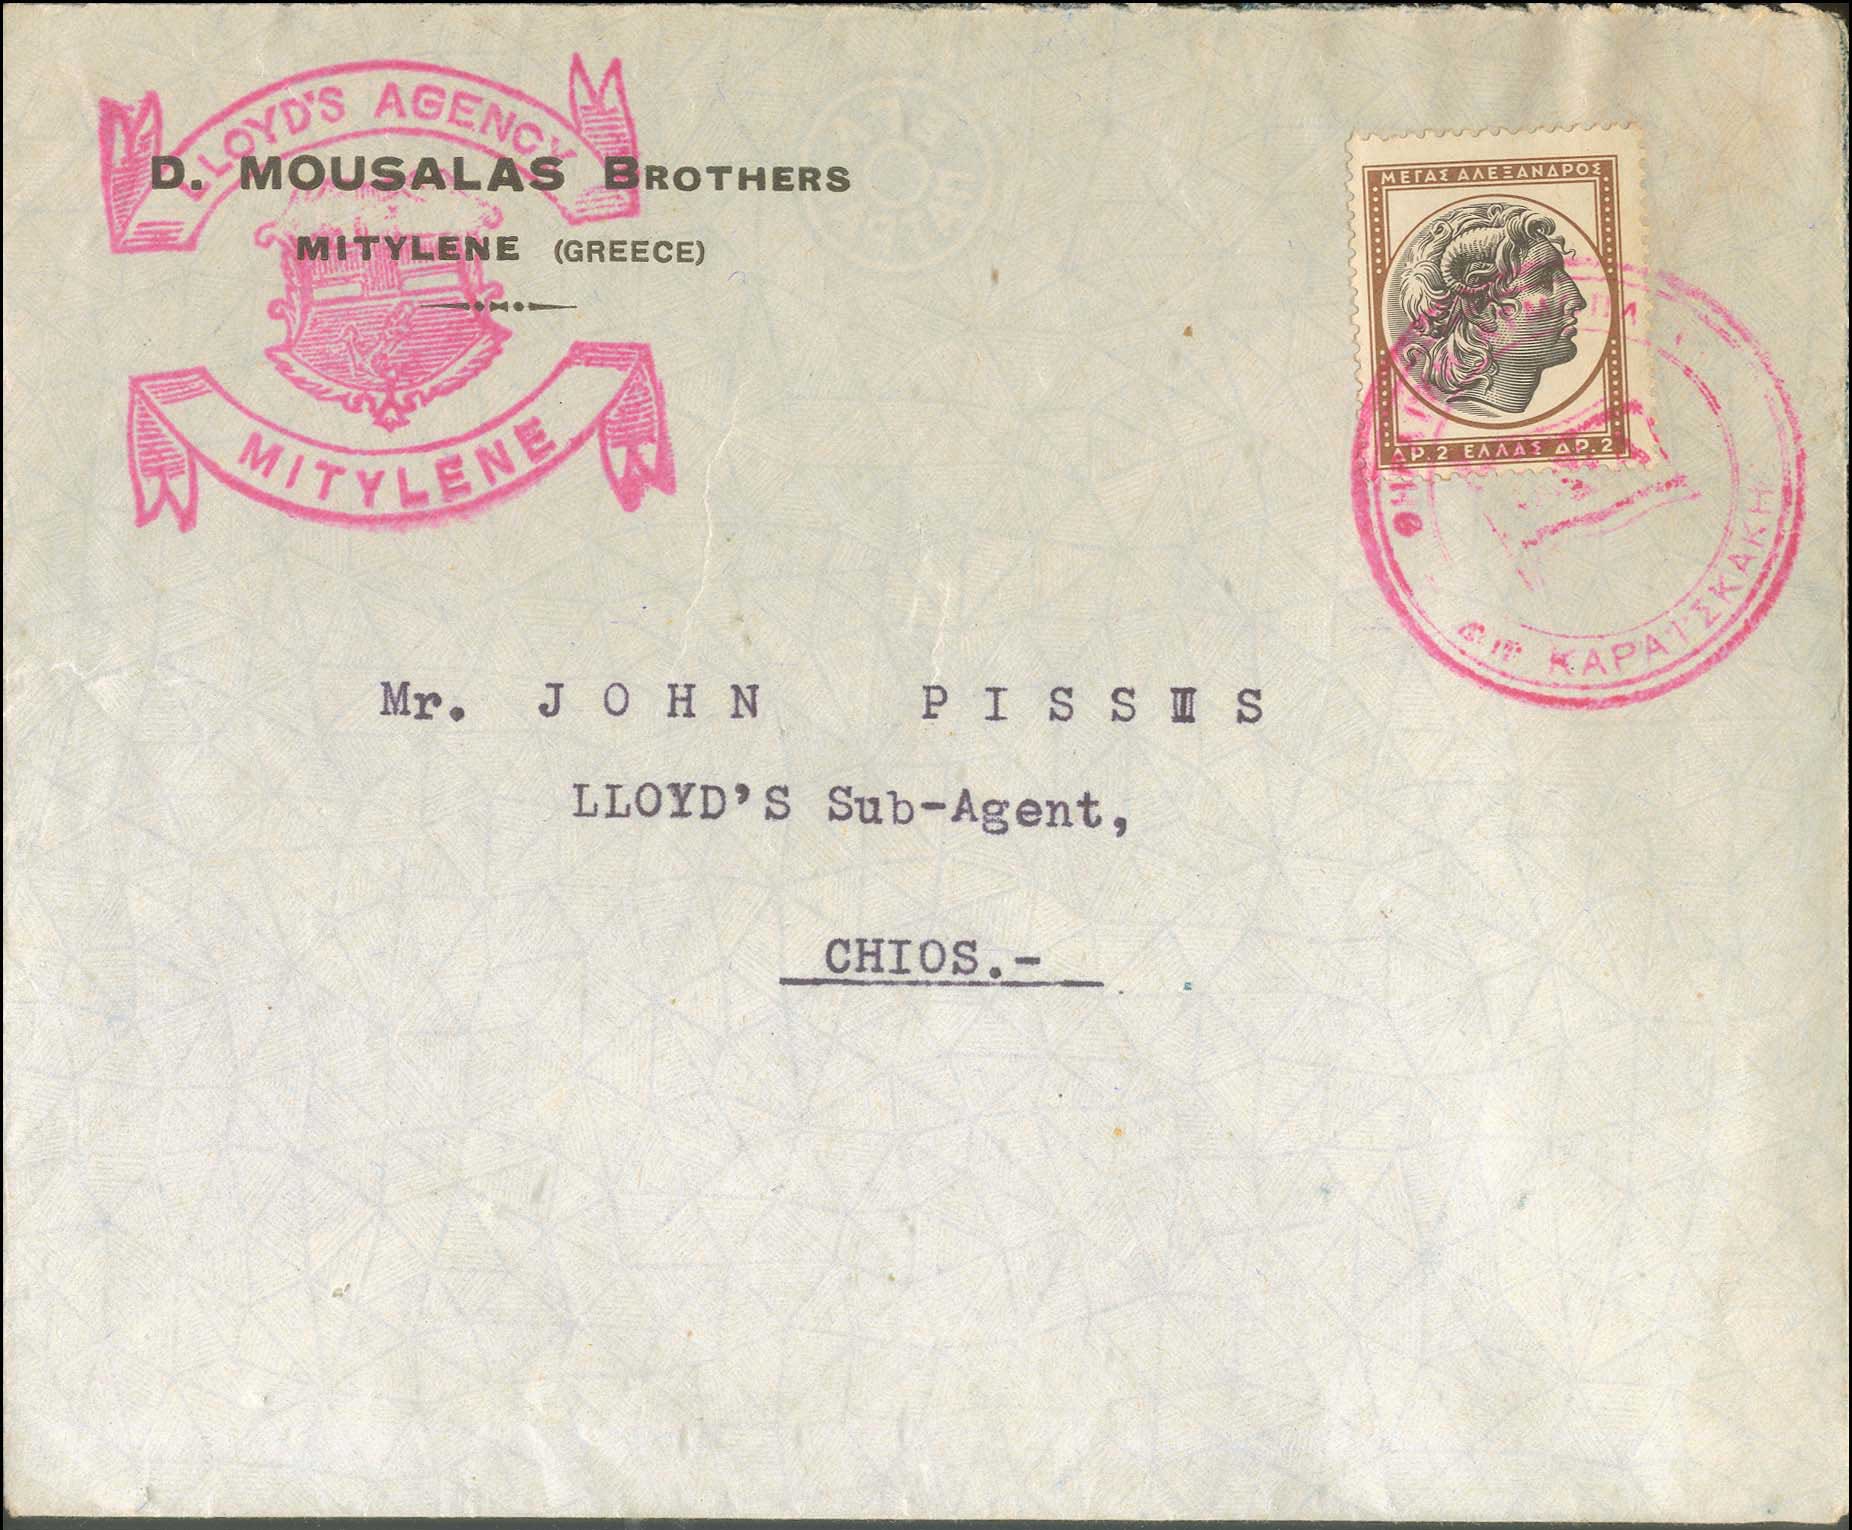 LLOYD'S AGENCY
D. MOUSALAS BROTHERS
MITYLENE (GREECE)
MITYLENE
ΜΕΓΑΣ ΑΛΕΞΑΝΔΡΟΣ
ΔΡ.2 ΕΛΛΑΣ ΔΡ.2
ΚΑΡΑΪΣΚΑΚΗ
Mr. JOHN
LLOYD'S Sub-Agent,
CHIOS.-